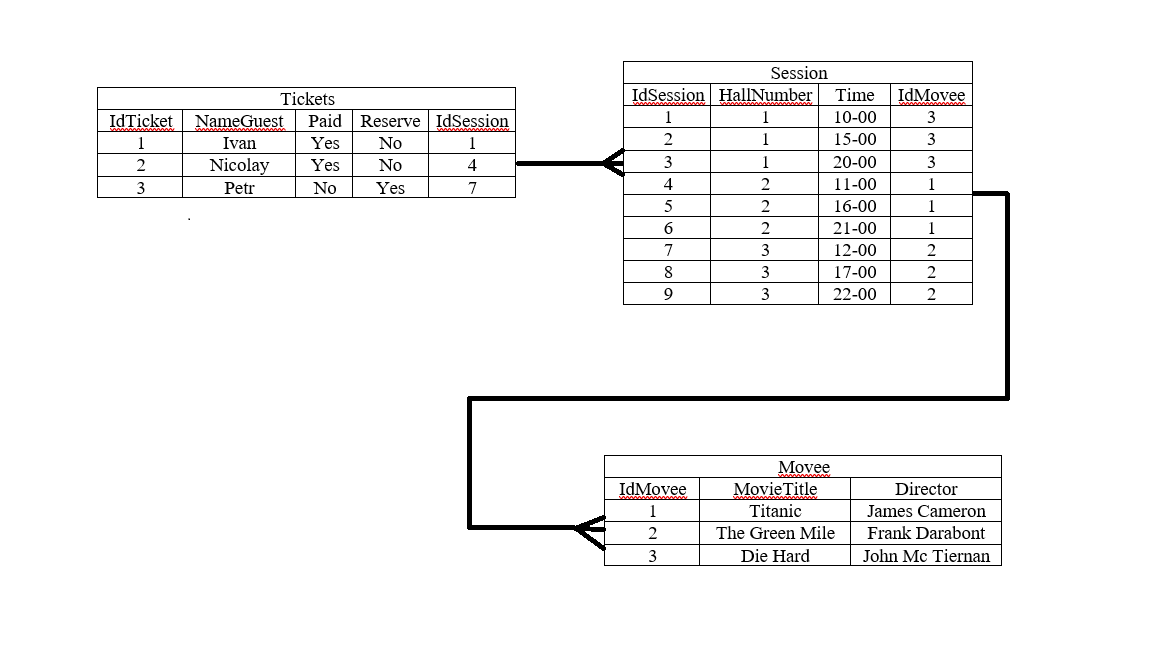 Tickets
IdTicket NameGuest Paid Reserve IdSession
1 Ivan Yes No 1
2 Nicolay Yes No 4
3 Petr No Yes 7
.
Session
IdSession HallNumber Time IdMovee
1 1 10-00 3
2 1 15-00 3
3 1 20-00 3
4 2 11-00 1
5 2 16-00 1
6 2 21-00 1
7 3 12-00 2
8 3 17-00 2
9 3 22-00 2
Movee
IdMovee MovieTitle Director
1 Titanic James Cameron
2 The Green Mile Frank Darabont
3 Die Hard John Mc Tiernan